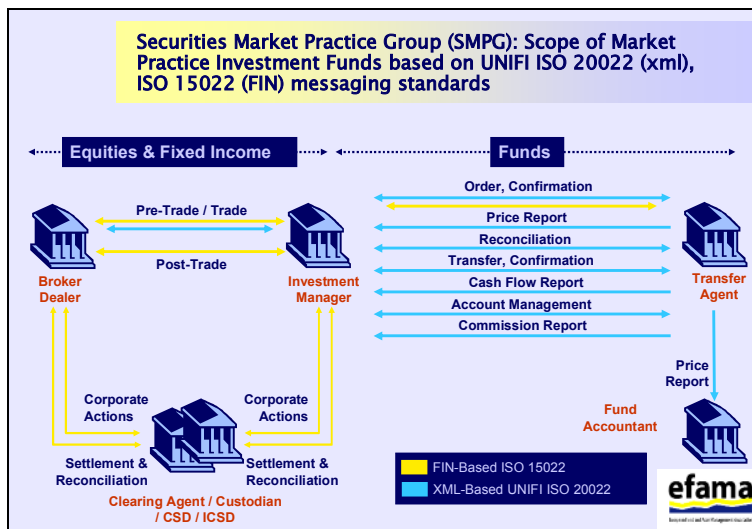 Securities Market Practice Group (SMPG): Scope of Market
Practice Investment Funds based on UNIFI ISO 20022 (xml),
ISO 15022 (FIN) messaging standards
Equities & Fixed Income
Funds
Order, Confirmation
Pre-Trade / Trade
Price Report
Reconciliation
Post-Trade
Transfer, Confirmation
Broker
Dealer
Investment
Manager
Cash Flow Report
Transfer
Agent
Account Management
Commission Report
Price
Report
Corporate
Actions
Corporate
Actions
Fund
Accountant
Settlement &
Reconciliation
Settlement &
Reconciliation
FIN-Based ISO 15022
XML-Based UNIFI ISO 20022
Clearing Agent / Custodian
/ CSD / ICSD
efama